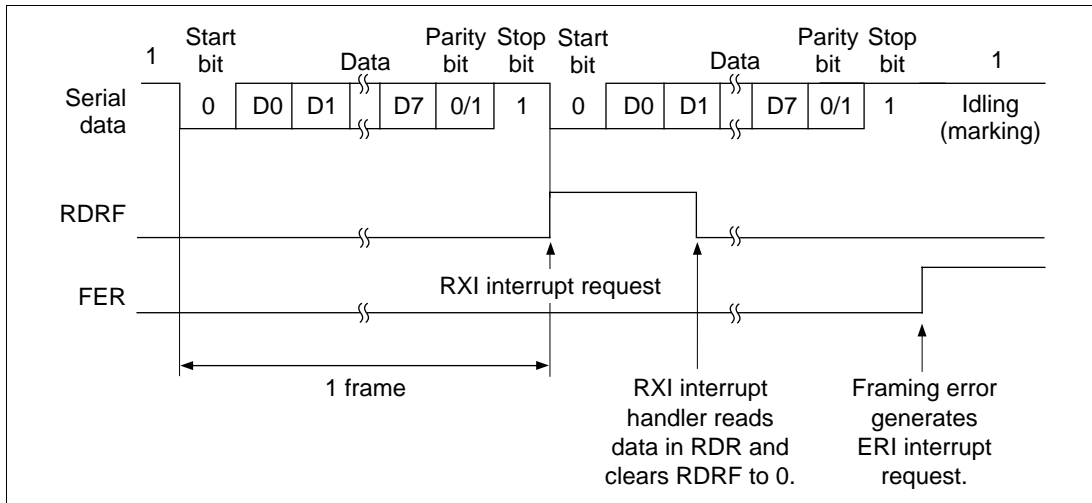 1
Start bit
Data
Parity bit
Stop bit
Start bit
Data
Parity bit
Stop bit
1
Serial data
0 D0 D1 D7 0/1 1 0 D0 D1 D7 0/1 1
Idling (marking)
RDRF
RXI interrupt request
FER
1 frame
RXI interrupt
handler reads
data in RDR and
clears RDRF to 0.
Framing error
generates
ERI interrupt
request.